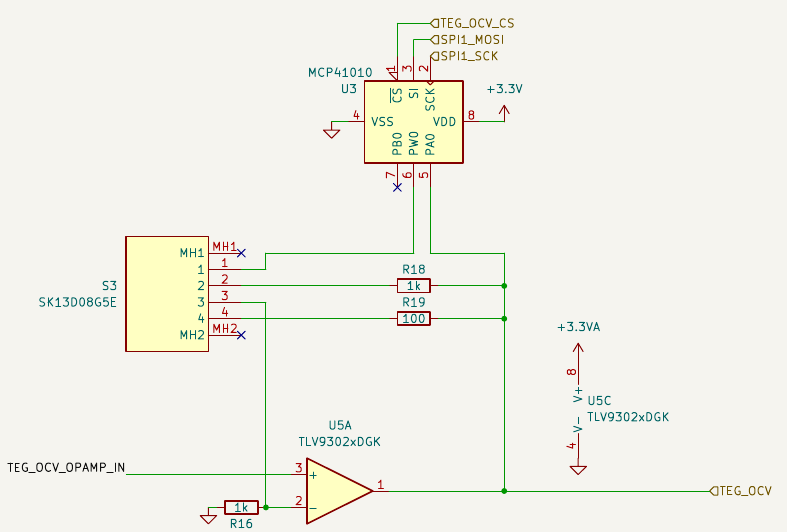 TEG_OCV_CS
SPI1_MOSI
SPI1_SCK
MCP41010
U3
1
3
2
CS
SI
SCK
+3.3V
4
VSS
VDD
8
PB0
PW0
PA0
7
6
5
MH1
MH1
1
1
2
2
3
3
4
4
MH2
MH2
S3
SK13D08G5E
R18
1k
R19
100
+3.3VA
8
V+
U5C
TLV9302xDGK
V-
4
U5A
TLV9302xDGK
TEG_OCV_OPAMP_IN
3
+
1
TEG_OCV
2
-
1k
R16